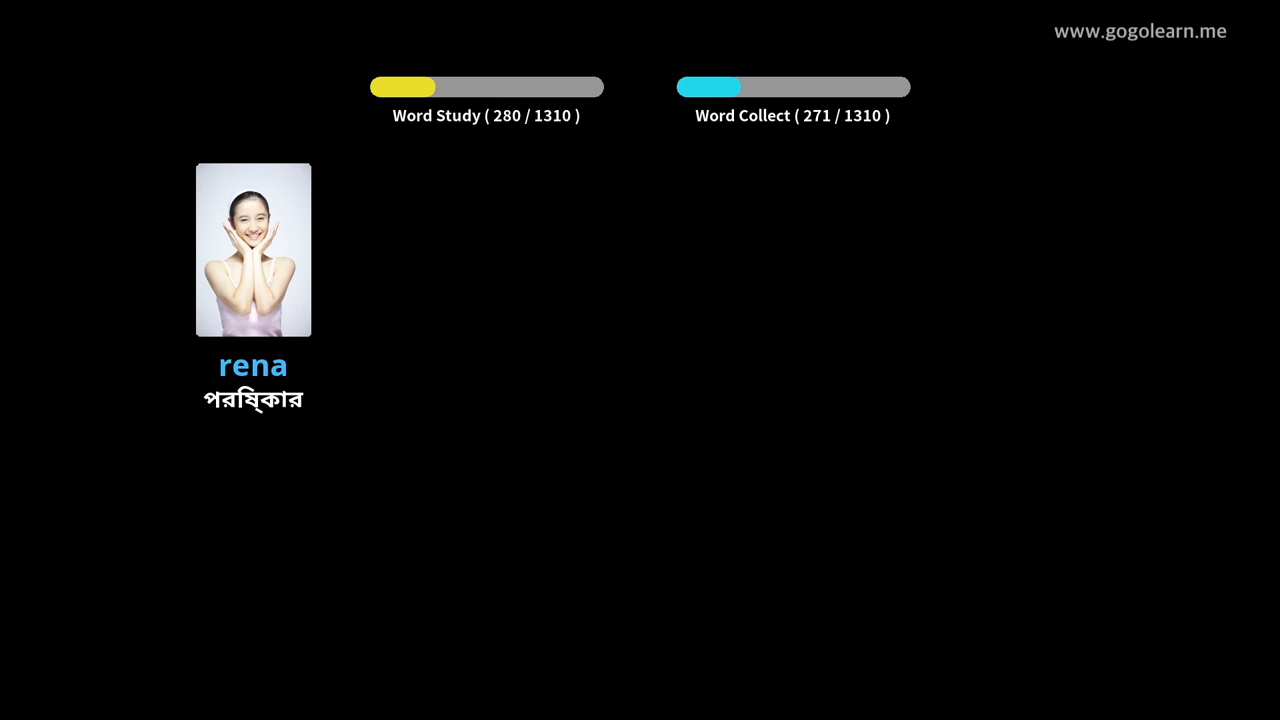 www.gogolearn.me
Word Study ( 280 / 1310 )
Word Collect ( 271 / 1310 )
rena
পরিষ্কার